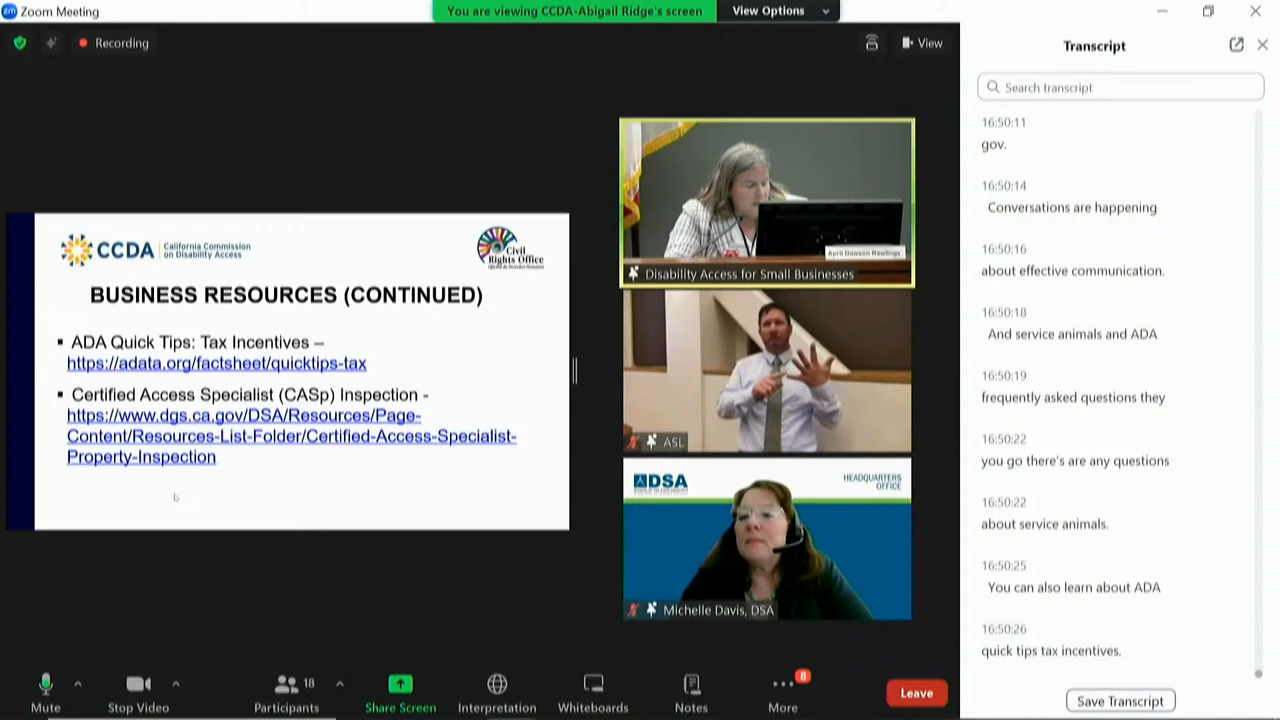 Zoom Meeting
You are viewing CCDA-Abigail Ridge's screen
View Options
Recording
View
Transcript
Search transcript
CCDA
California Commission
on Disability Access
Civil
Rights Office
BUSINESS RESOURCES (CONTINUED)
▪ ADA Quick Tips: Tax Incentives –
https://adata.org/factsheet/quicktips-tax
▪ Certified Access Specialist (CASp) Inspection -
https://www.dgs.ca.gov/DSA/Resources/Page-
Content/Resources-List-Folder/Certified-Access-Specialist-
Property-Inspection
April Dawson Rawlings
Disability Access for Small Businesses
ASL
DSA
HEADQUARTERS
OFFICE
Michelle Davis, DSA
16:50:11
gov.
16:50:14
Conversations are happening
16:50:16
about effective communication.
16:50:18
And service animals and ADA
16:50:19
frequently asked questions they
16:50:22
you go there's are any questions
16:50:22
about service animals.
16:50:25
You can also learn about ADA
16:50:26
quick tips tax incentives.
Save Transcript
Mute
Stop Video
18
Participants
Share Screen
Interpretation
Whiteboards
Notes
8
More
Leave